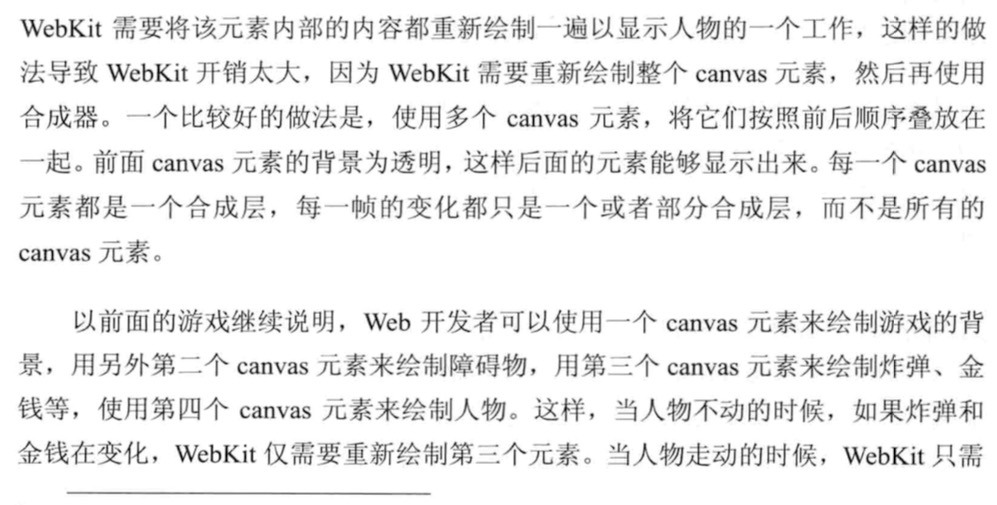 WebKit 需要将该元素内部的内容都重新绘制一遍以显示人物的一个工作，这样的做
法导致 WebKit 开销太大，因为 WebKit 需要重新绘制整个 canvas 元素，然后再使用
合成器。一个比较好的做法是，使用多个 canvas 元素，将它们按照前后顺序叠放在
一起。前面 canvas 元素的背景为透明，这样后面的元素能够显示出来。每一个 canvas
元素都是一个合成层，每一帧的变化都只是一个或者部分合成层，而不是所有的
canvas 元素。
以前面的游戏继续说明，Web 开发者可以使用一个 canvas 元素来绘制游戏的背
景，用另外第二个 canvas 元素来绘制障碍物，用第三个 canvas 元素来绘制炸弹、金
钱等，使用第四个 canvas 元素来绘制人物。这样，当人物不动的时候，如果炸弹和
金钱在变化，WebKit 仅需要重新绘制第三个元素。当人物走动的时候，WebKit 只需